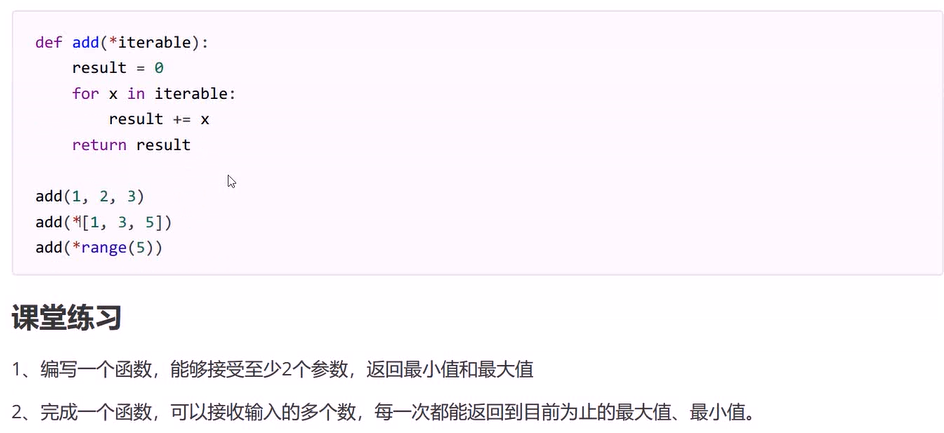 def add(*iterable):
    result = 0
    for x in iterable:
        result += x
    return result
add(1, 2, 3)
add(*[1, 3, 5])
add(*range(5))
课堂练习
1、编写一个函数，能够接受至少2个参数，返回最小值和最大值
2、完成一个函数，可以接收输入的多个数，每一次都能返回到目前为止的最大值、最小值。